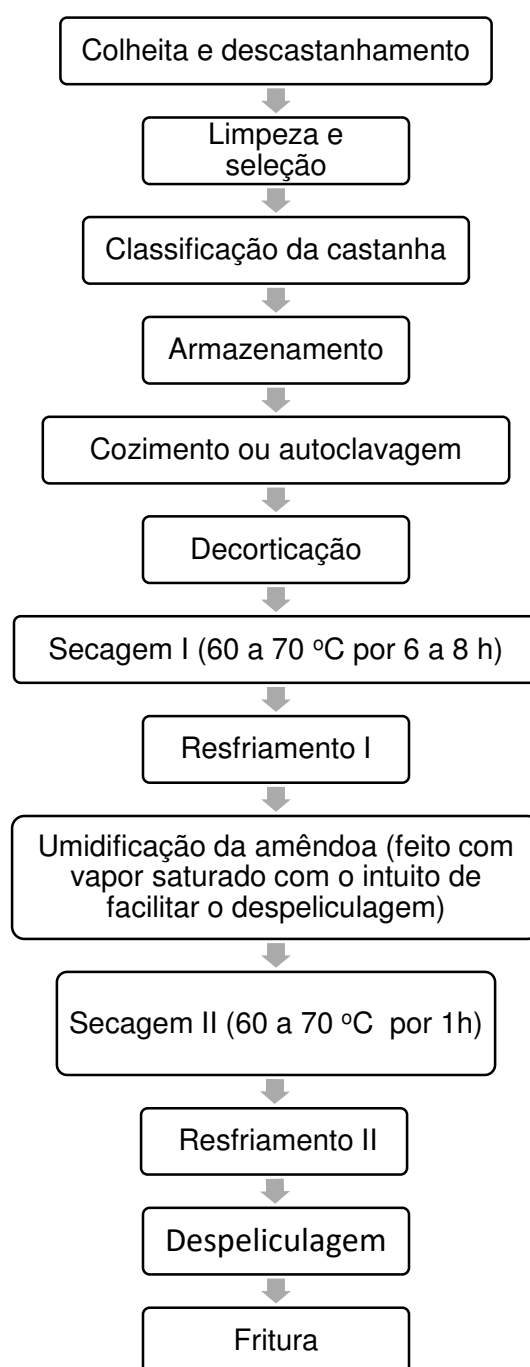 Colheita e descastanhamento
Limpeza e
seleção
Classificação da castanha
Armazenamento
Cozimento ou autoclavagem
Decorticação
Secagem I (60 a 70 ºC por 6 a 8 h)
Resfriamento I
Umidificação da amêndoa (feito com
vapor saturado com o intuito de
facilitar o despeliculagem)
Secagem II (60 a 70 ºC por 1h)
Resfriamento II
Despeliculagem
Fritura